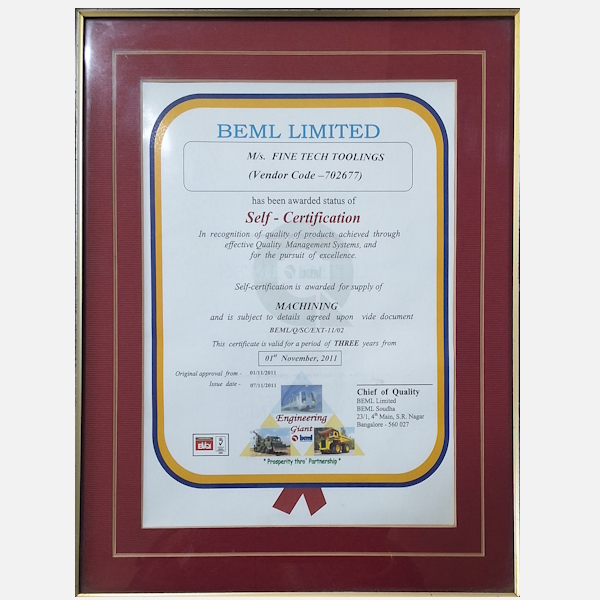 BEML LIMITED
M/s. FINE TECH TOOLINGS
(Vendor Code –702677)
has been awarded status of
Self - Certification
In recognition of quality of products achieved through
effective Quality Management Systems, and
for the pursuit of excellence.
Self-certification is awarded for supply of
MACHINING
and is subject to details agreed upon vide document
BEML/Q/SC/EXT-11/02
This certificate is valid for a period of THREE years from
01st November, 2011
Original approval from - 01/11/2011
Issue date - 07/11/2011
Chief of Quality
BEML Limited
BEML Soudha
23/1, 4th Main, S.R. Nagar
Bangalore - 560 027
Engineering
Giant
beml
"Prosperity thro' Partnership"